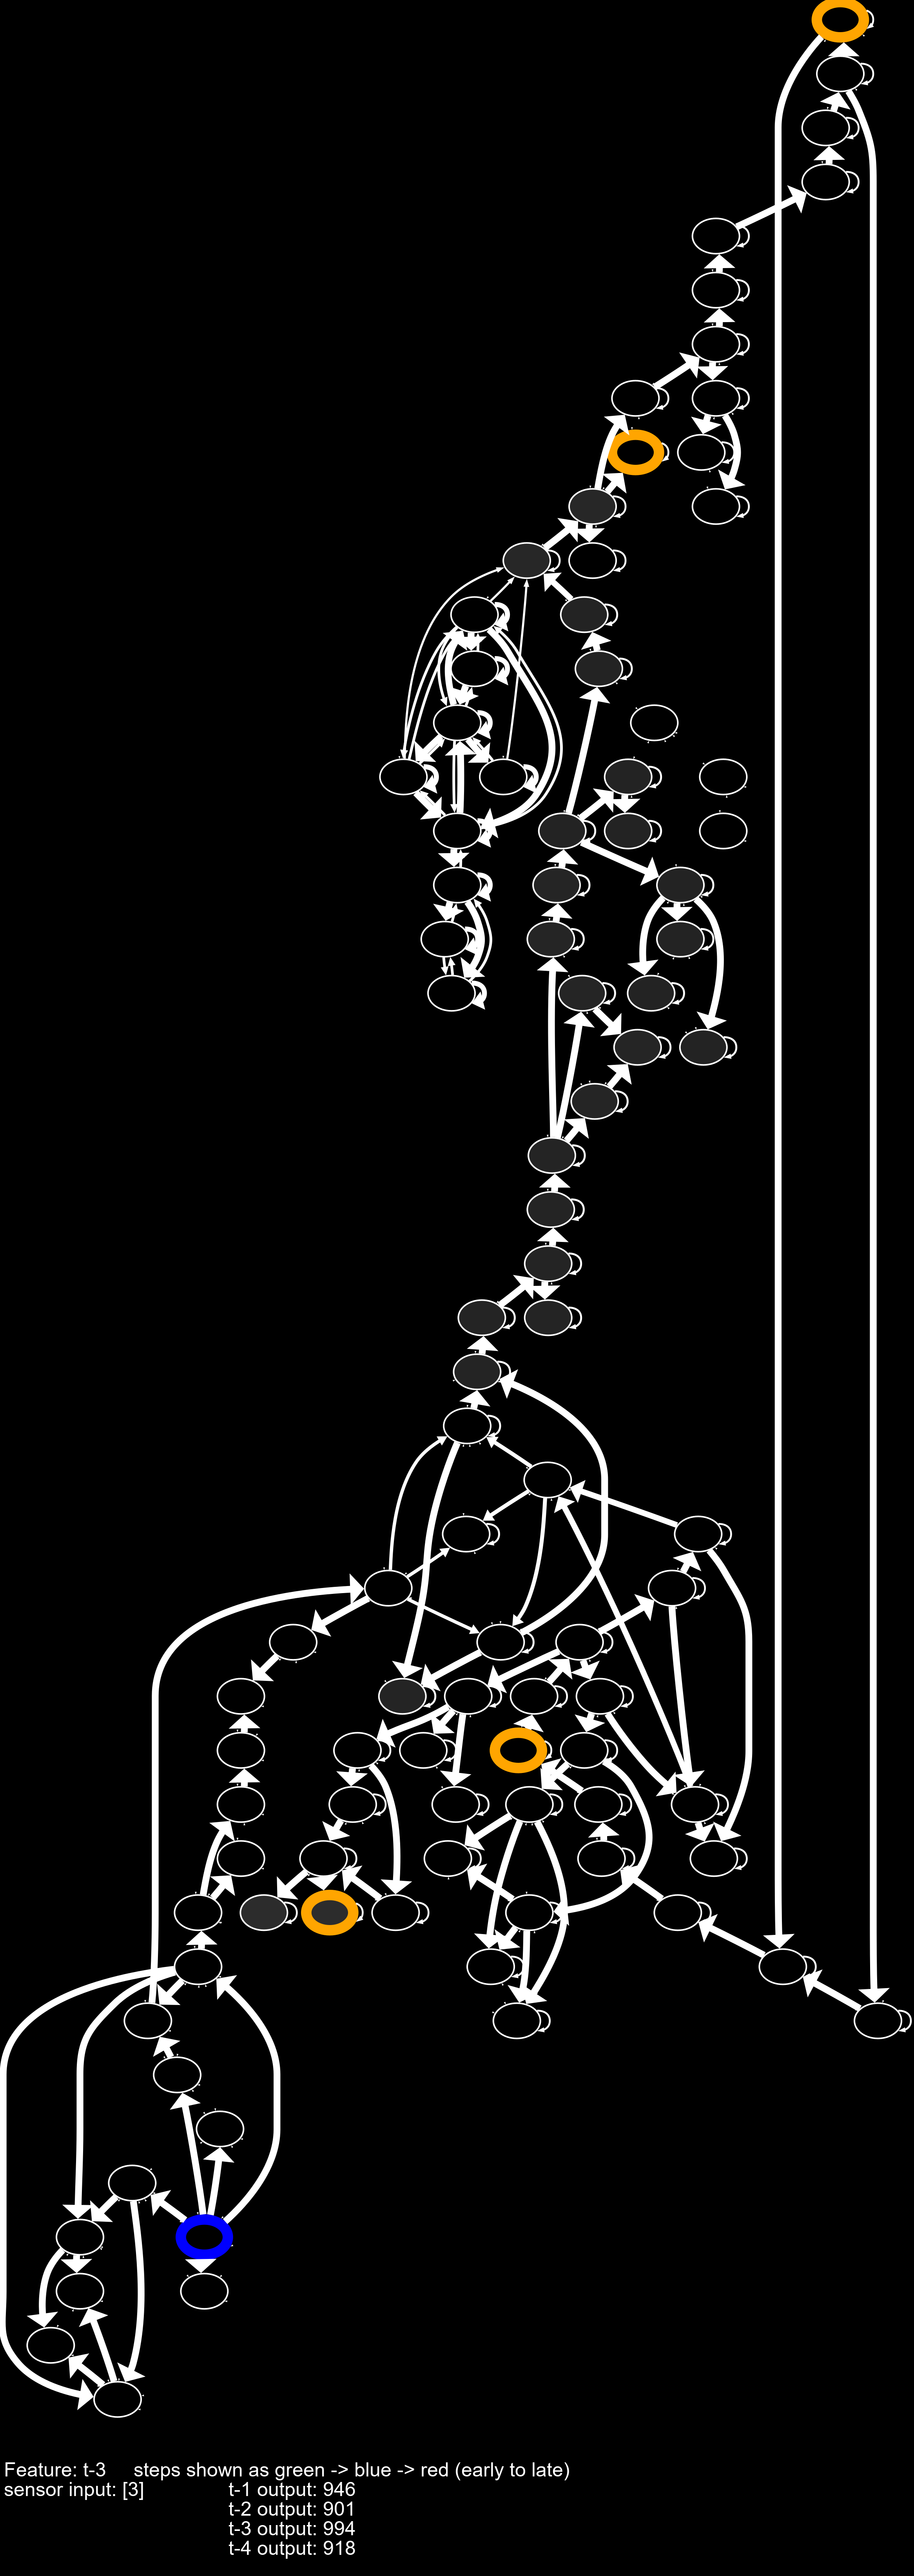 Feature: t-3     steps shown as green -> blue -> red (early to late)
sensor input: [3]               t-1 output: 946
t-2 output: 901
t-3 output: 994
t-4 output: 918